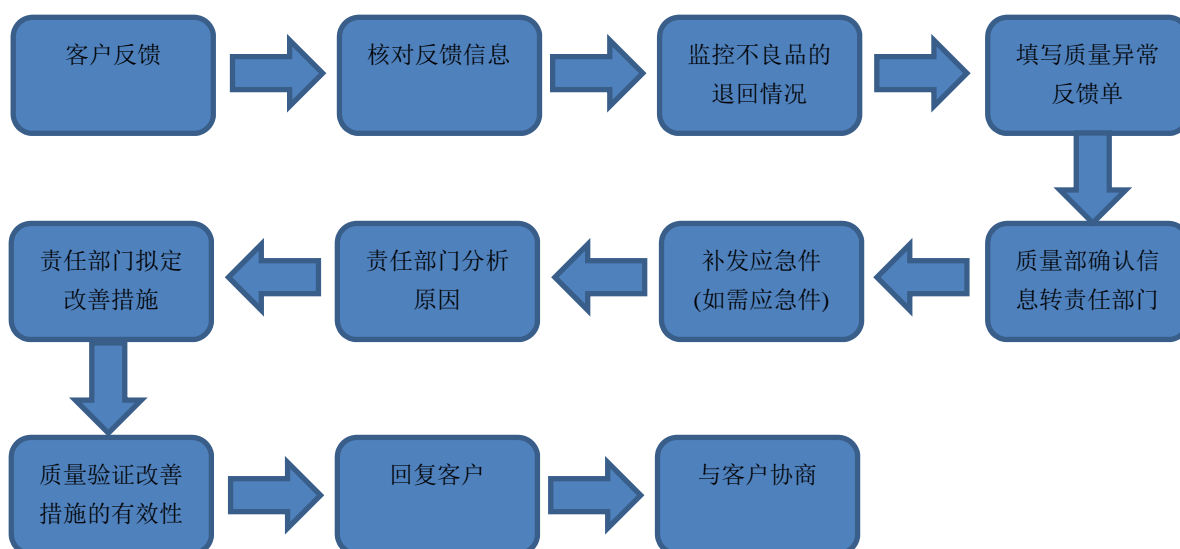 客户反馈
核对反馈信息
监控不良品的
退回情况
填写质量异常
反馈单
质量部确认信
息转责任部门
补发应急件
(如需应急件)
责任部门分析
原因
责任部门拟定
改善措施
质量验证改善
措施的有效性
回复客户
与客户协商